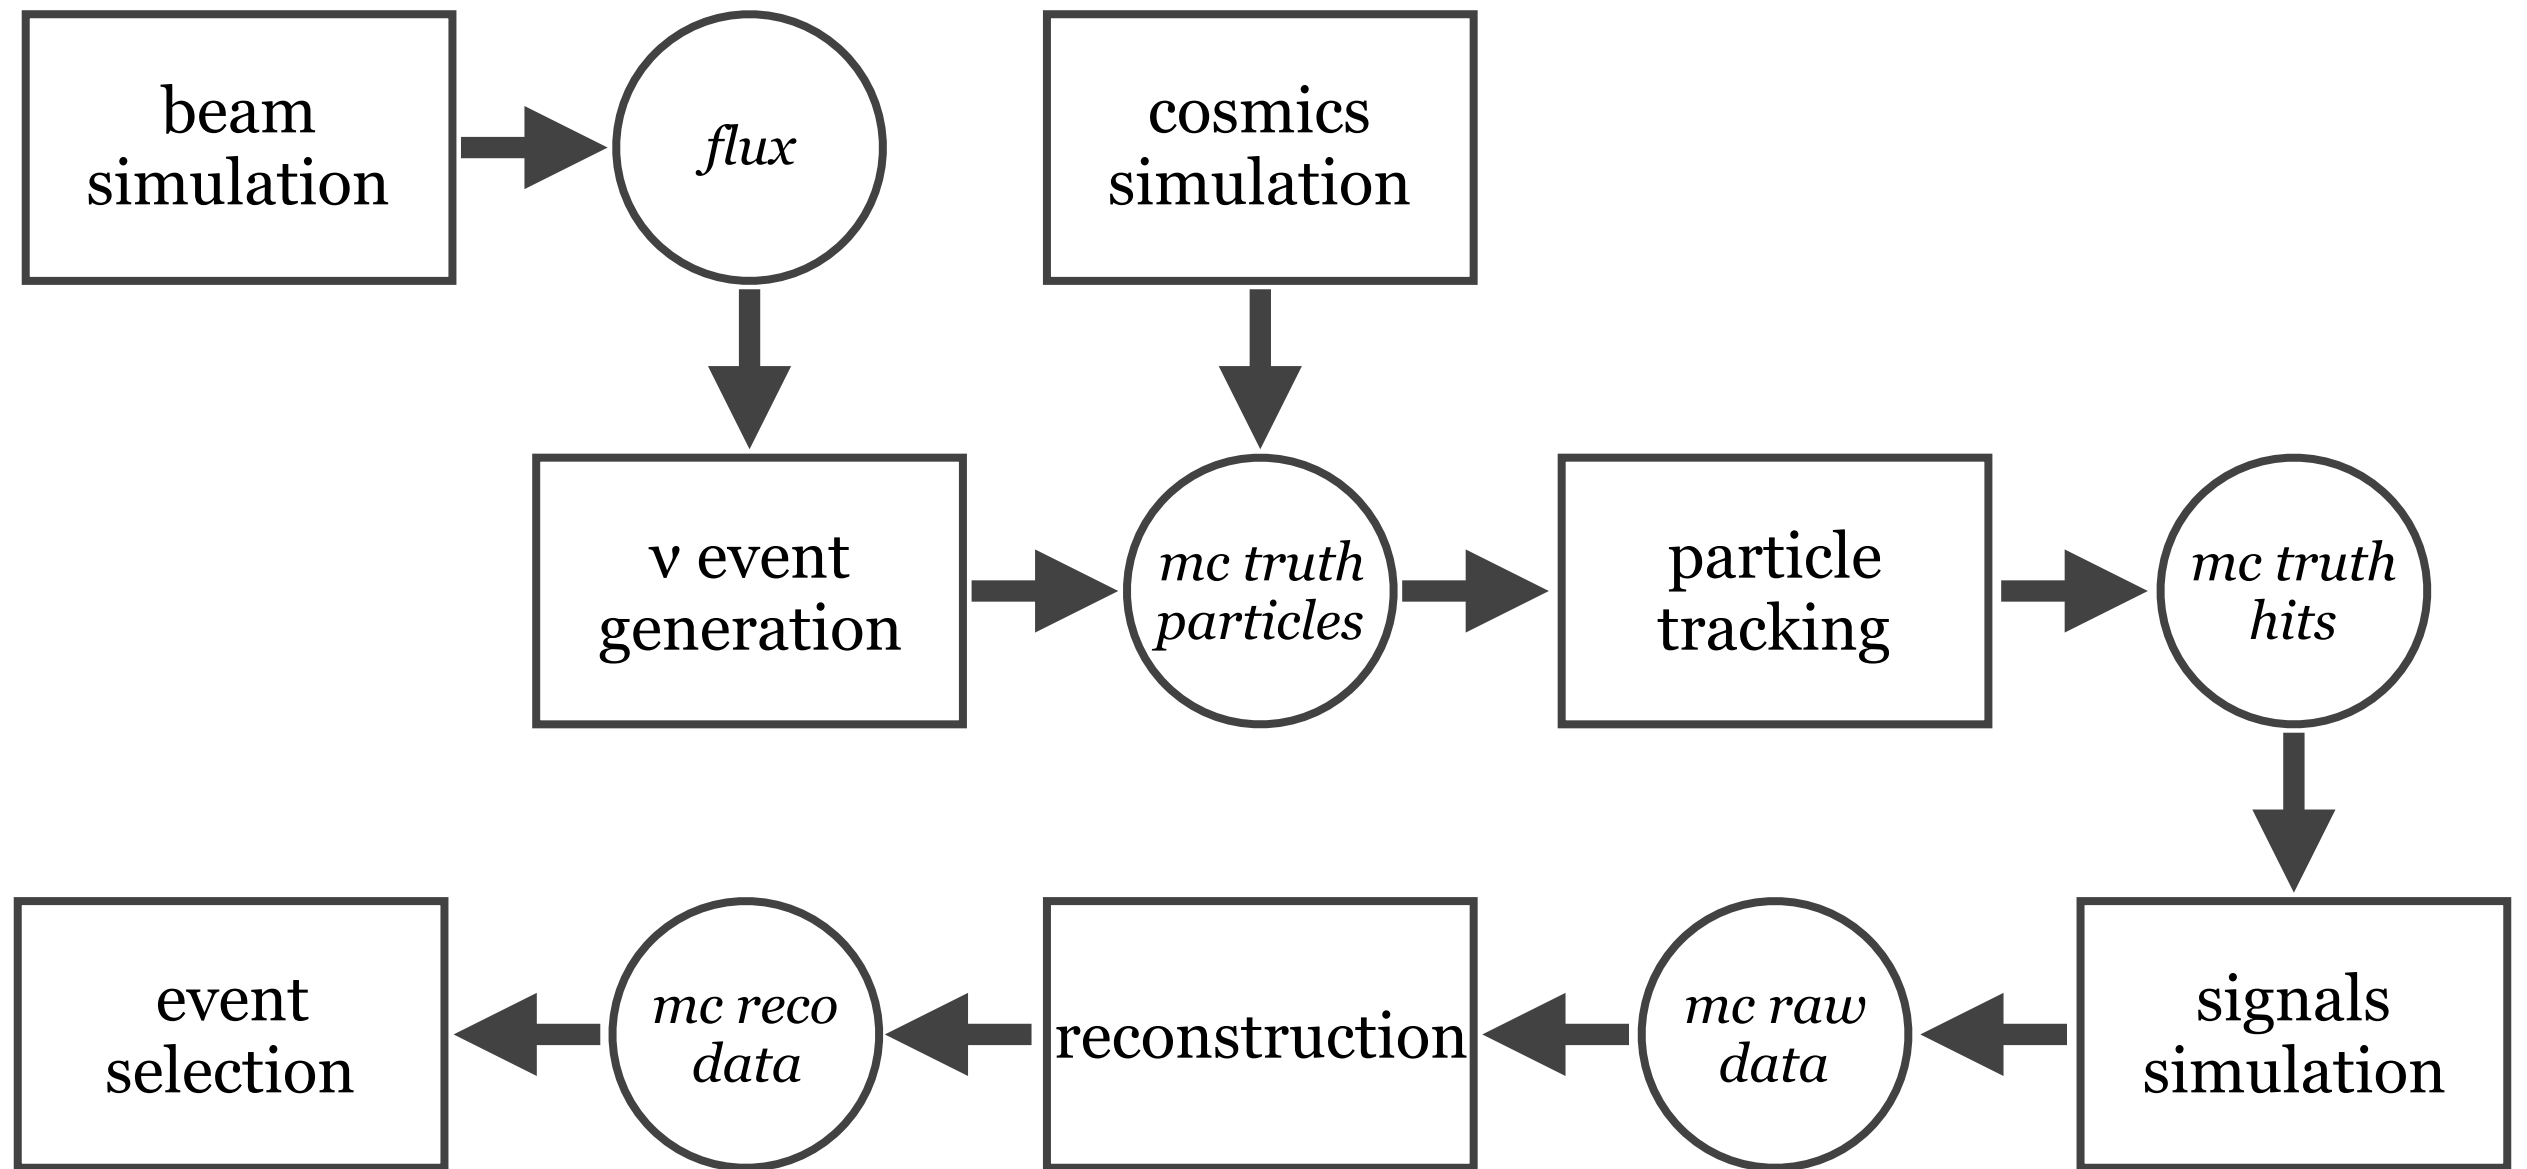 beam
simulation
flux
cosmics
simulation
ν event
generation
mc truth
particles
particle
tracking
mc truth
hits
event
selection
mc reco
data
reconstruction
mc raw
data
signals
simulation